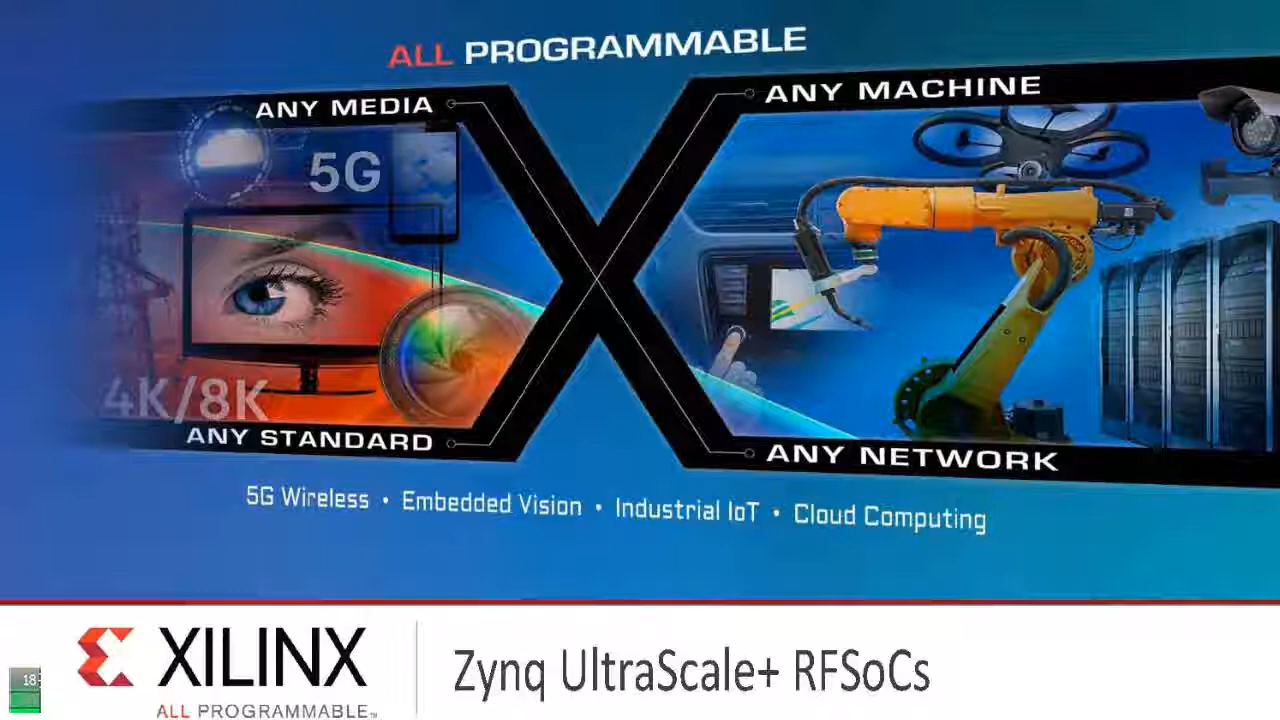 ALL PROGRAMMABLE
ANY MEDIA
ANY MACHINE
5G
4K/8K
ANY STANDARD
ANY NETWORK
5G Wireless • Embedded Vision • Industrial IoT • Cloud Computing
XILINX
ALL PROGRAMMABLE™
Zynq UltraScale+ RFSoCs